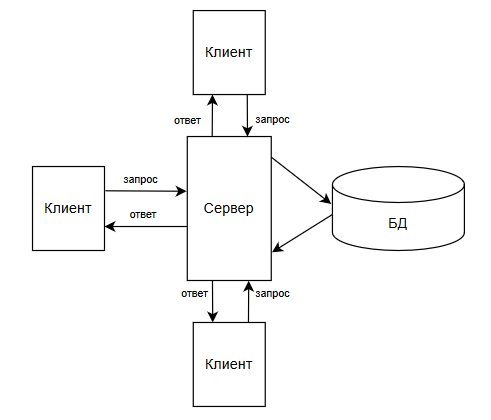 Клиент
ответ
запрос
запрос
Клиент
ответ
Сервер
БД
ответ
запрос
Клиент